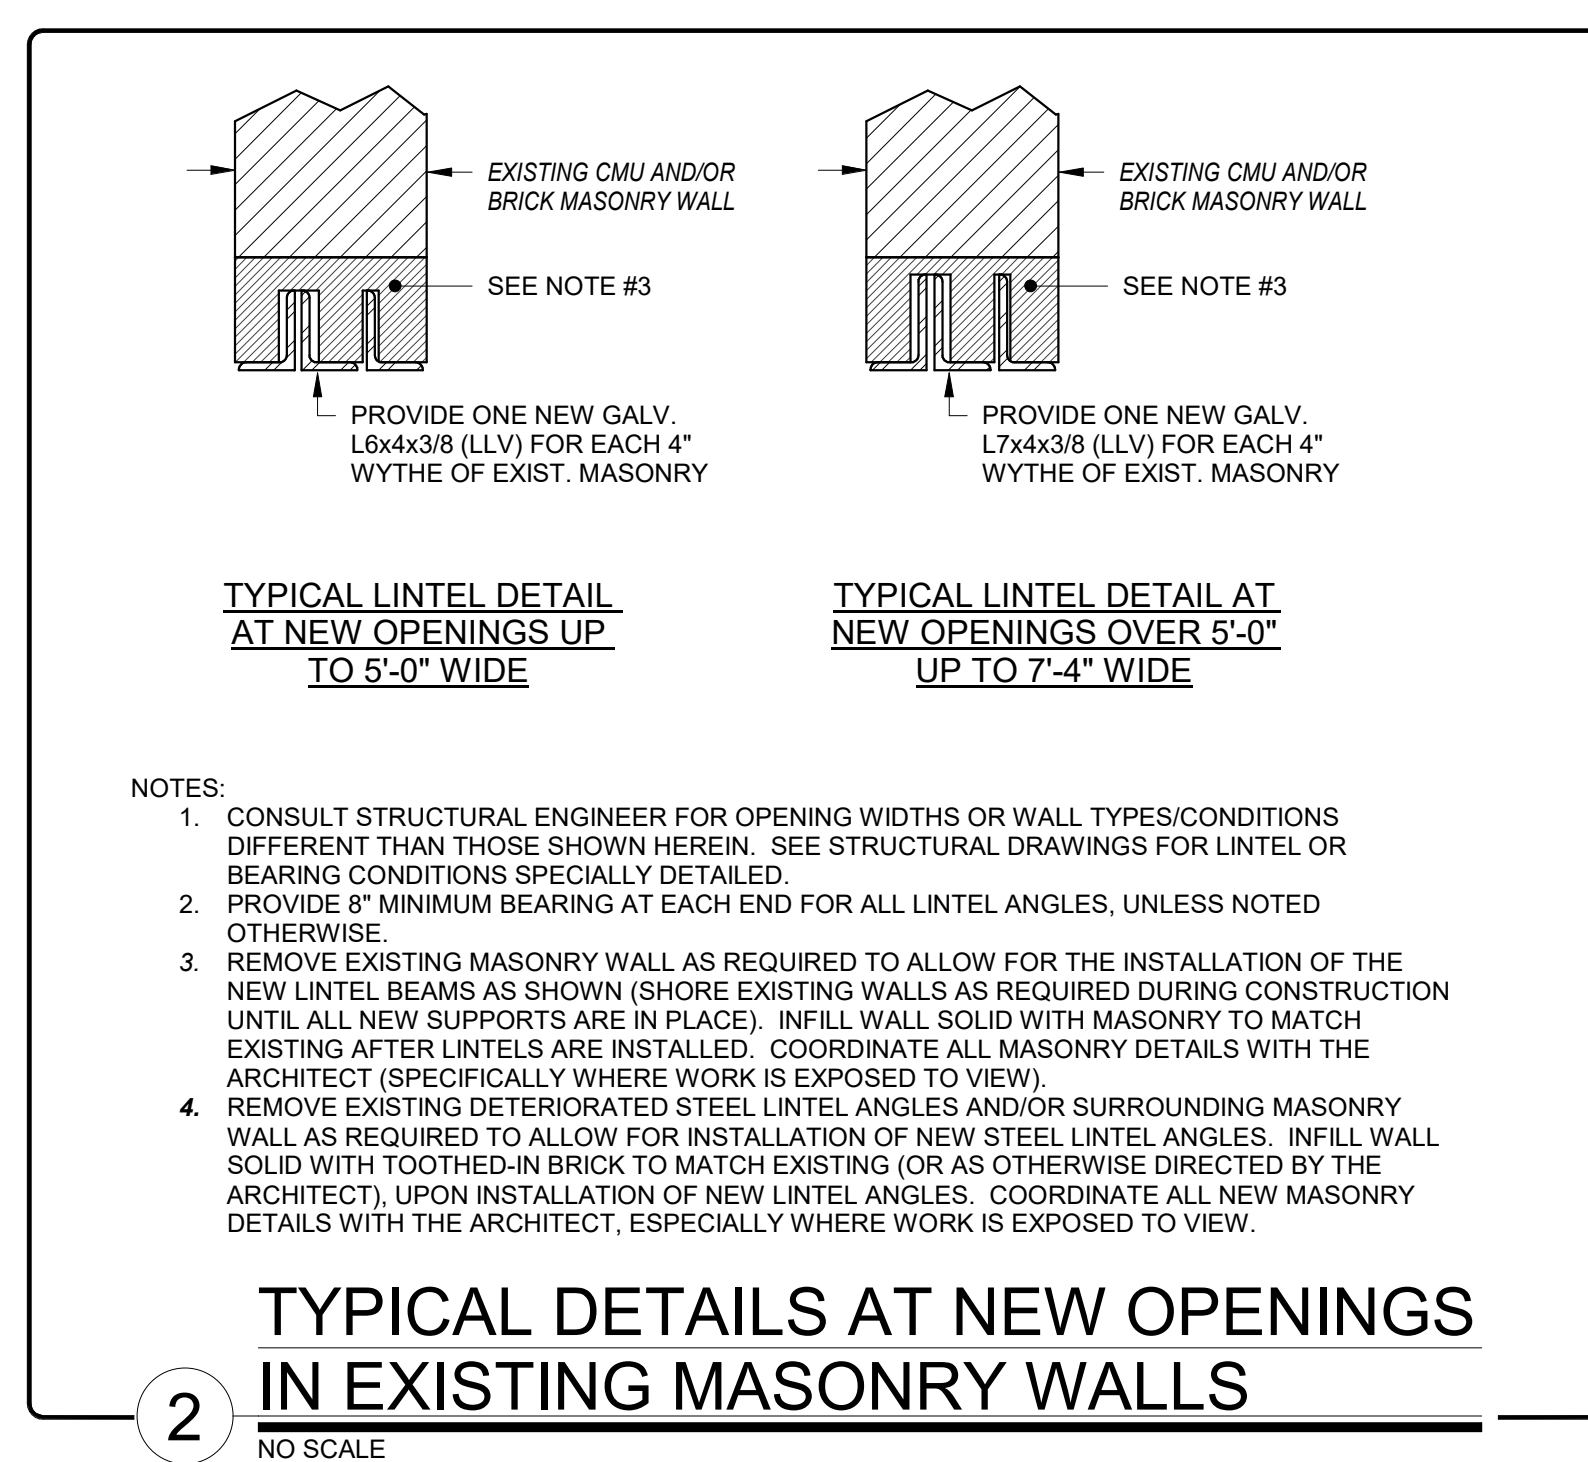 EXISTING CMU AND/OR
BRICK MASONRY WALL
SEE NOTE #3
PROVIDE ONE NEW GALV.
L6x4x3/8 (LLV) FOR EACH 4"
WYTHE OF EXIST. MASONRY
TYPICAL LINTEL DETAIL
AT NEW OPENINGS UP
TO 5'-0" WIDE
EXISTING CMU AND/OR
BRICK MASONRY WALL
SEE NOTE #3
PROVIDE ONE NEW GALV.
L7x4x3/8 (LLV) FOR EACH 4"
WYTHE OF EXIST. MASONRY
TYPICAL LINTEL DETAIL AT
NEW OPENINGS OVER 5'-0"
UP TO 7'-4" WIDE
NOTES:
1. CONSULT STRUCTURAL ENGINEER FOR OPENING WIDTHS OR WALL TYPES/CONDITIONS
DIFFERENT THAN THOSE SHOWN HEREIN. SEE STRUCTURAL DRAWINGS FOR LINTEL OR
BEARING CONDITIONS SPECIALLY DETAILED.
2. PROVIDE 8" MINIMUM BEARING AT EACH END FOR ALL LINTEL ANGLES, UNLESS NOTED
OTHERWISE.
3. REMOVE EXISTING MASONRY WALL AS REQUIRED TO ALLOW FOR THE INSTALLATION OF THE
NEW LINTEL BEAMS AS SHOWN (SHORE EXISTING WALLS AS REQUIRED DURING CONSTRUCTION
UNTIL ALL NEW SUPPORTS ARE IN PLACE). INFILL WALL SOLID WITH MASONRY TO MATCH
EXISTING AFTER LINTELS ARE INSTALLED. COORDINATE ALL MASONRY DETAILS WITH THE
ARCHITECT (SPECIFICALLY WHERE WORK IS EXPOSED TO VIEW).
4. REMOVE EXISTING DETERIORATED STEEL LINTEL ANGLES AND/OR SURROUNDING MASONRY
WALL AS REQUIRED TO ALLOW FOR INSTALLATION OF NEW STEEL LINTEL ANGLES. INFILL WALL
SOLID WITH TOOTHED-IN BRICK TO MATCH EXISTING (OR AS OTHERWISE DIRECTED BY THE
ARCHITECT), UPON INSTALLATION OF NEW LINTEL ANGLES. COORDINATE ALL NEW MASONRY
DETAILS WITH THE ARCHITECT, ESPECIALLY WHERE WORK IS EXPOSED TO VIEW.
TYPICAL DETAILS AT NEW OPENINGS
IN EXISTING MASONRY WALLS
2
NO SCALE